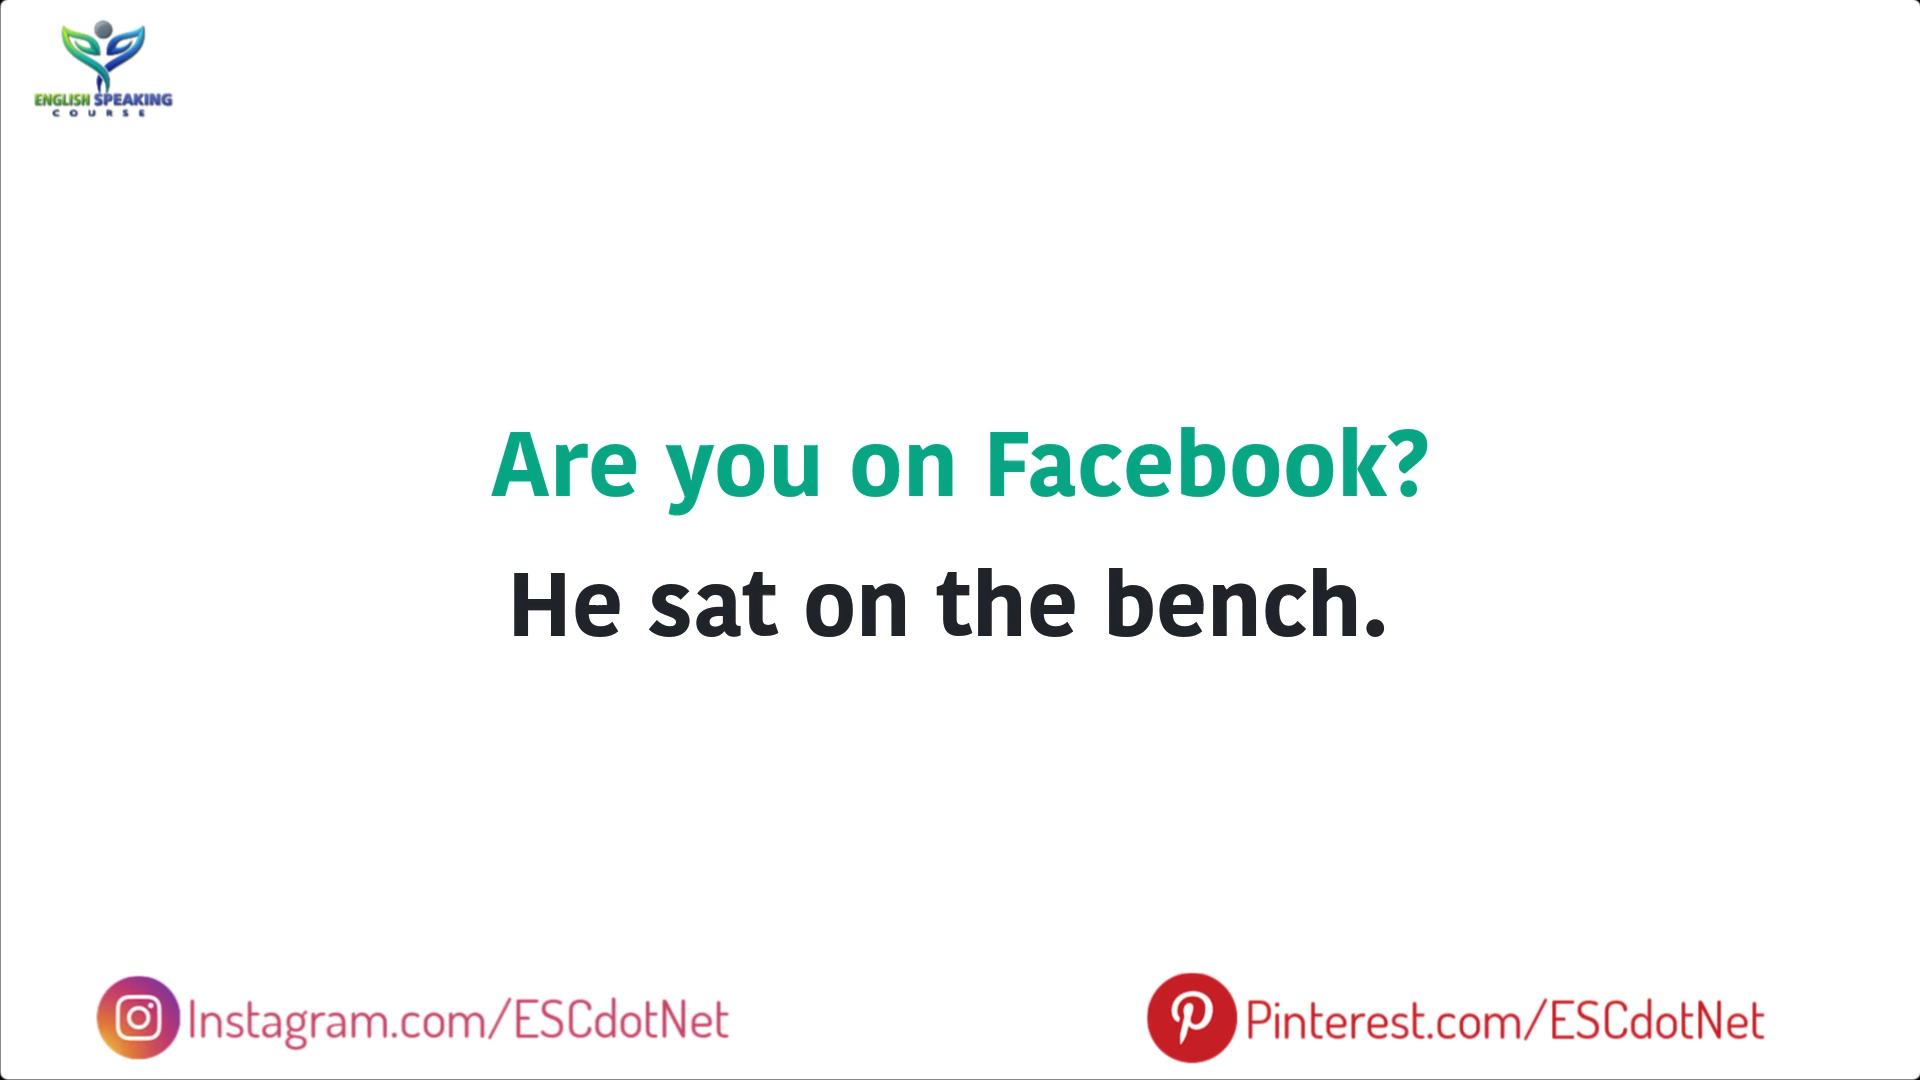 ENGLISH SPEAKING
COURSE
Are you on Facebook?
He sat on the bench.
Instagram.com/ESCdotNet
Pinterest.com/ESCdotNet